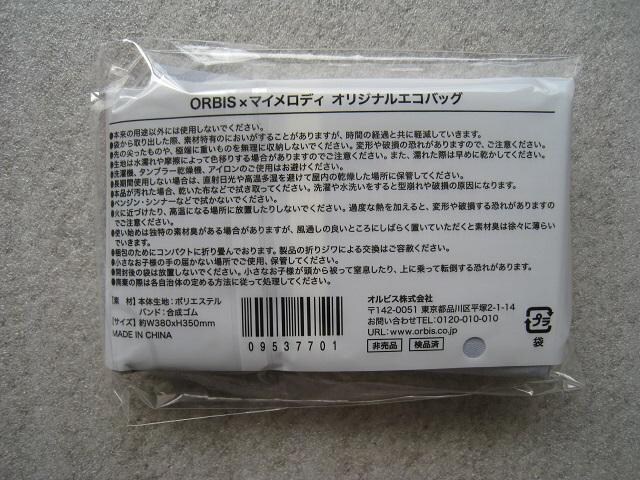 ORBIS×マイメロディ オリジナルエコバッグ
●本来の用途以外には使用しないでください。
●袋から取り出した際、素材特有のにおいがすることがありますが、時間の経過と共に軽減していきます。
●先の尖ったものや、極端に重いものを無理に収納しないでください。変形や破損の恐れがありますので、ご注意ください。
●生地は水濡れや摩擦によって色移りする場合がありますのでご注意ください。また、濡れた際は早めに乾かしてください。
●洗濯機、タンブラー乾燥機、アイロンのご使用はお避けください。
●長期間使用しない場合は、直射日光や高温多湿を避けて屋内の乾燥した場所に保管してください。
●本品が汚れた場合、乾いた布などで拭き取ってください。洗濯や水洗いをすると型崩れや破損の原因になります。
●ベンジン・シンナーなどで拭かないでください。
●火に近づけたり、高温になる場所に放置したりしないでください。過度な熱を加えると、変形や破損する恐れがありますのでご注意ください。
●使い始めは独特の素材臭がある場合がありますが、風通しの良いところにしばらく置いていただくと素材臭は徐々に薄らいでいきます。
●梱包のためにコンパクトに折り畳んでおります。製品の折りジワによる交換はご容赦ください。
●小さなお子様の手の届かない場所でご使用、保管してください。
●開封後の袋は放置しないでください。小さなお子様が頭から被って窒息したり、上に乗って転倒する恐れがあります。
●廃棄の際は各自治体の定める方法に従って処理してください。
[素 材]本体生地:ポリエステル
バンド:合成ゴム
[サイズ]約W380xH350mm
MADE IN CHINA
09537701
オルビス株式会社
〒142-0051 東京都品川区平塚2-1-14
お問い合わせTEL:0120-010-010
URL:www.orbis.co.jp
非売品 検品済
プラ
袋